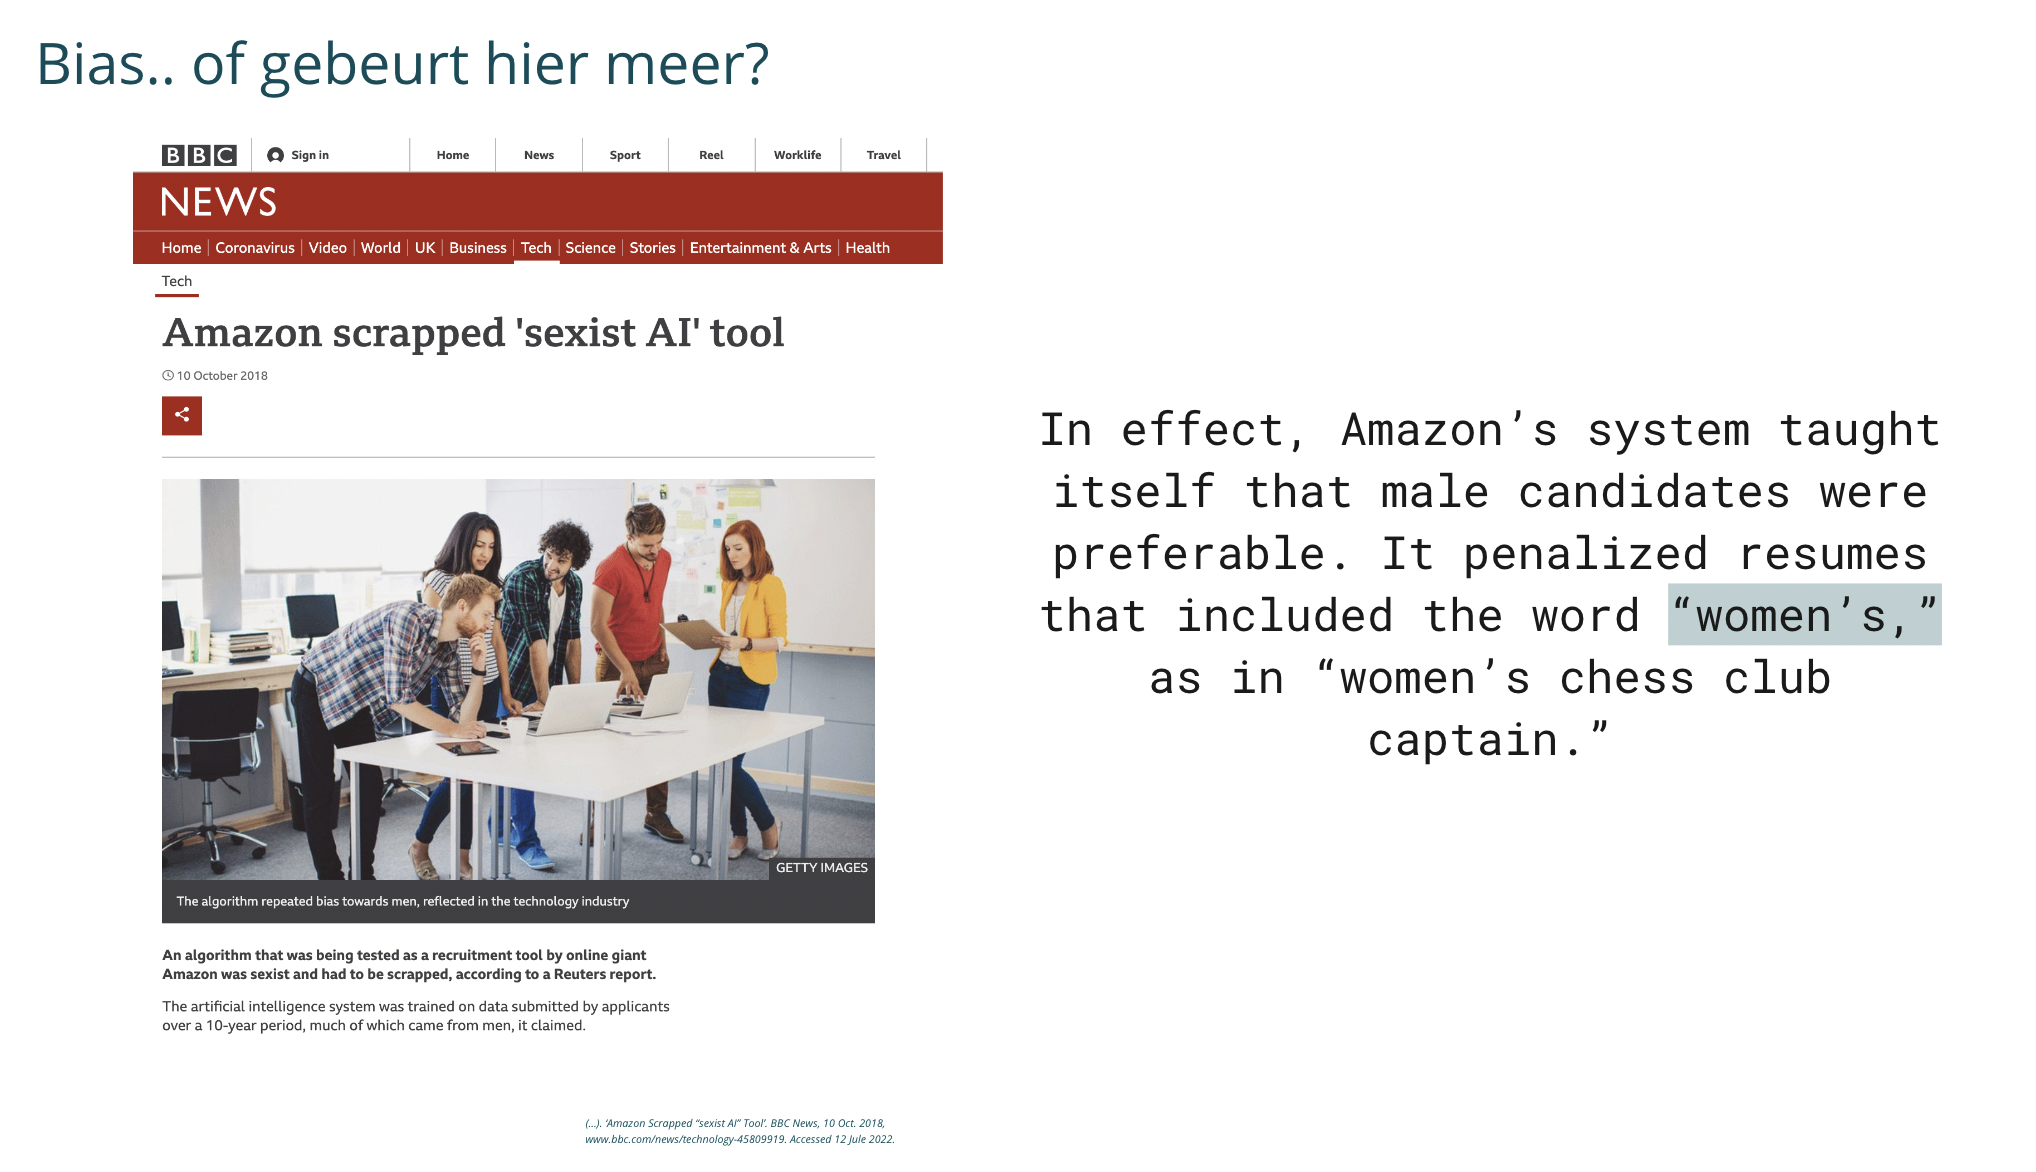 Bias.. of gebeurt hier meer?
BBC Sign in Home News Sport Reel Worklife Travel
NEWS
Home Coronavirus Video World UK Business Tech Science Stories Entertainment & Arts Health
Tech
Amazon scrapped 'sexist AI' tool
10 October 2018
GETTY IMAGES
The algorithm repeated bias towards men, reflected in the technology industry
An algorithm that was being tested as a recruitment tool by online giant
Amazon was sexist and had to be scrapped, according to a Reuters report.
The artificial intelligence system was trained on data submitted by applicants
over a 10-year period, much of which came from men, it claimed.
In effect, Amazon’s system taught
itself that male candidates were
preferable. It penalized resumes
that included the word “women’s,”
as in “women’s chess club
captain.”
(...). ‘Amazon Scrapped “sexist AI” Tool’. BBC News, 10 Oct. 2018,
www.bbc.com/news/technology-45809919. Accessed 12 Jule 2022.